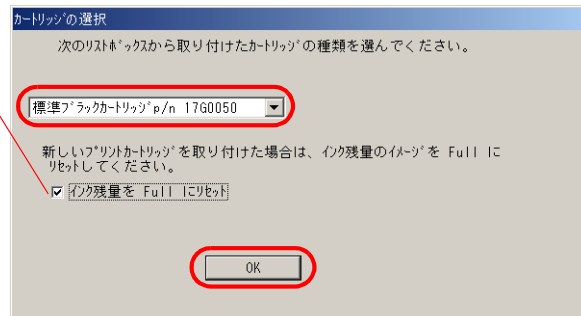 ｶｰﾄﾘｯｼﾞの選択
次のﾘｽﾄﾎﾞｯｸｽから取り付けたｶｰﾄﾘｯｼﾞの種類を選んでください。
標準ﾌﾞﾗｯｸｶｰﾄﾘｯｼﾞp/n 17G0050
新しいﾌﾟﾘﾝﾄｶｰﾄﾘｯｼﾞを取り付けた場合は、ｲﾝｸ残量のｲﾒｰｼﾞを Full に
ﾘｾｯﾄしてください。
ｲﾝｸ残量を Full にﾘｾｯﾄ
OK